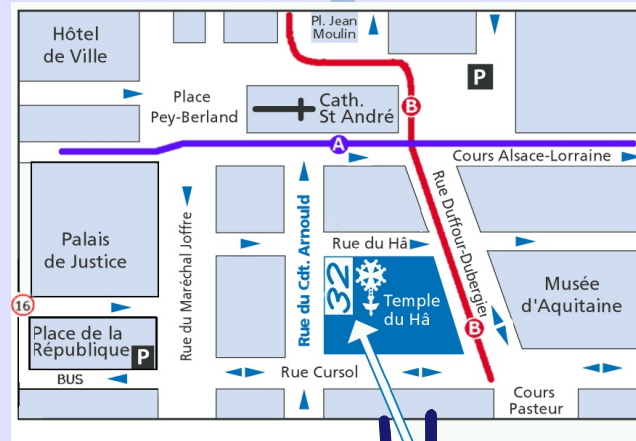 Hôtel
de Ville
Pl. Jean
Moulin
P
Place
Pey-Berland
Cath.
St André
B
A
Cours Alsace-Lorraine
Palais
de Justice
Rue du Maréchal Joffre
Rue du Cdt. Arnould
Rue du Hâ
Rue Duffour-Dubergier
32
Temple
du Hâ
Musée
d'Aquitaine
16
Place de la
République
P
B
BUS
Rue Cursol
Cours
Pasteur